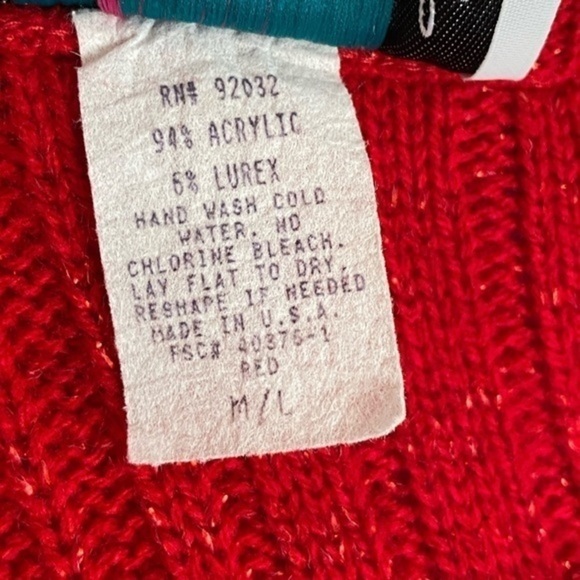 RN# 92032
94% ACRYLIC
6% LUREX
HAND WASH COLD
WATER. NO
CHLORINE BLEACH.
LAY FLAT TO DRY.
RESHAPE IF NEEDED
MADE IN U.S.A.
FSC# 40376-1
RED
M/L